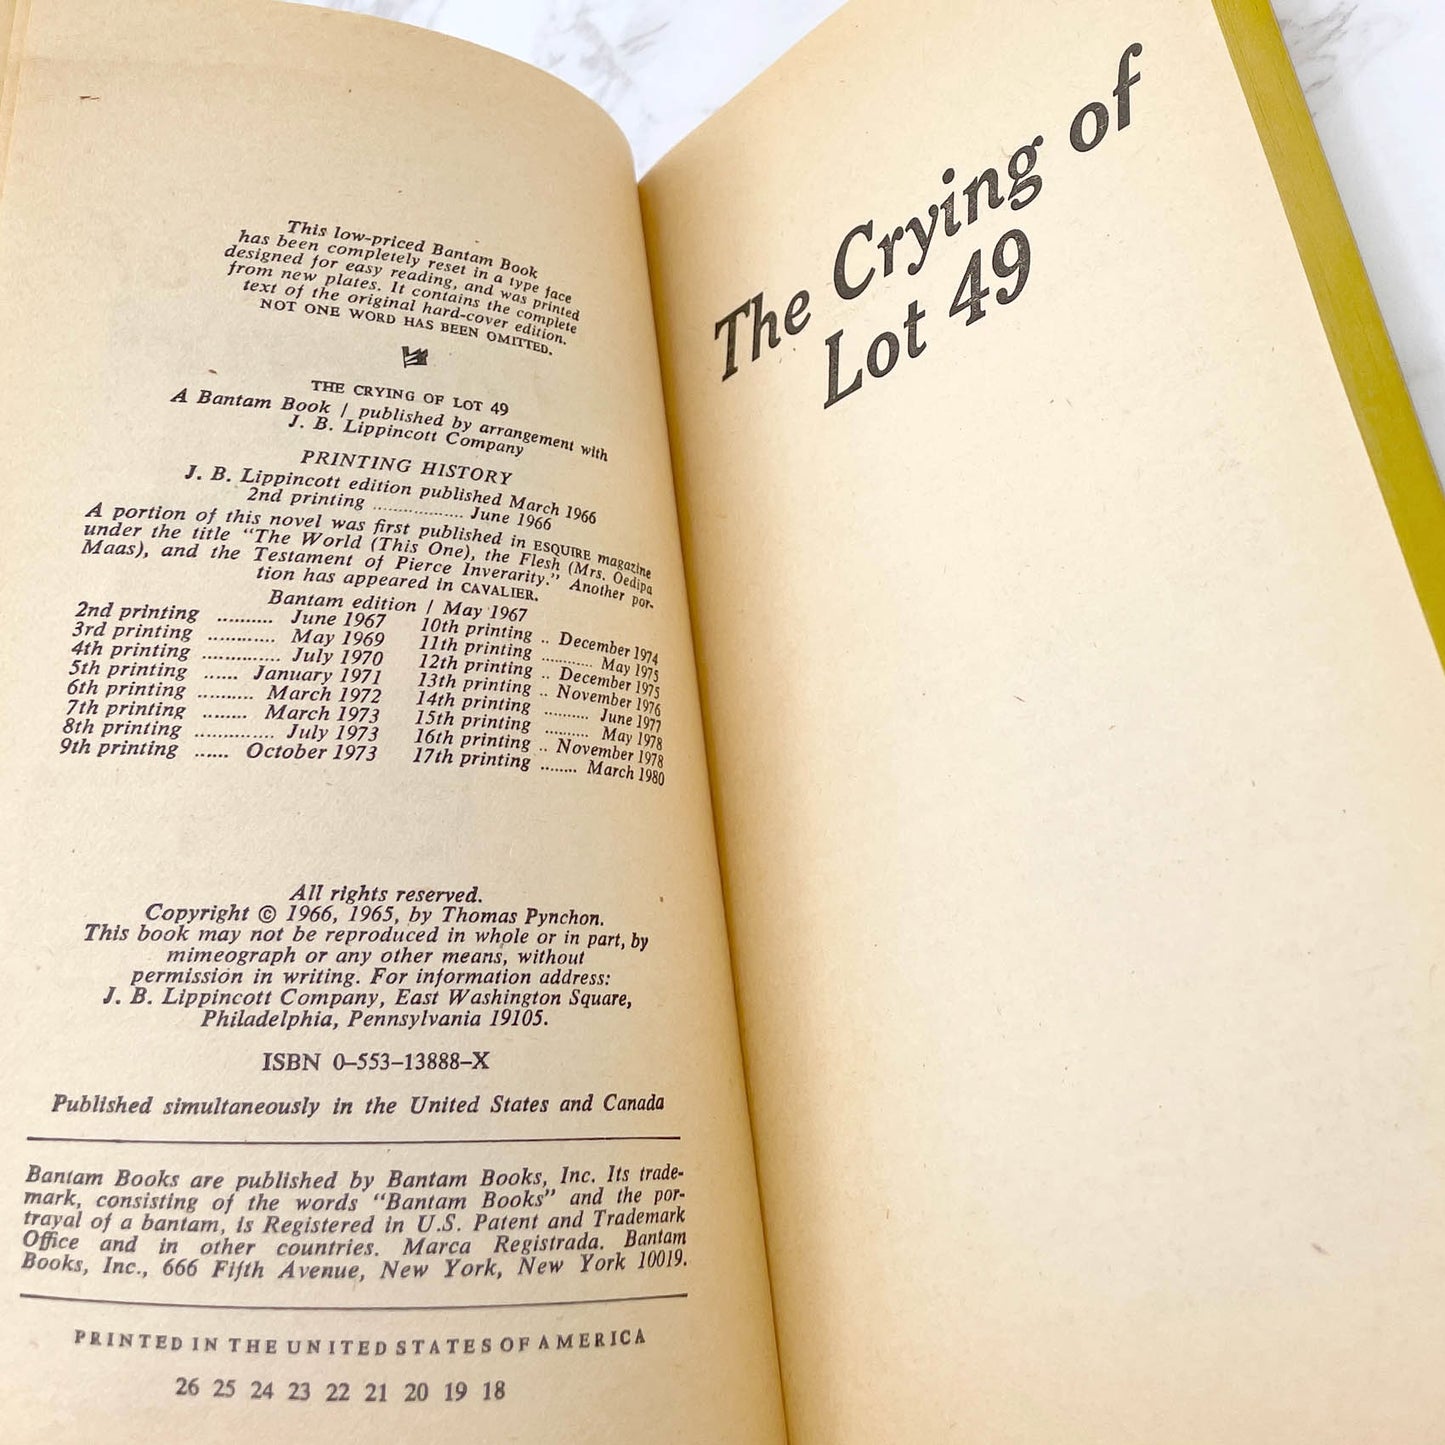 This low-priced Bantam Book
has been completely reset in a type face
designed for easy reading, and was printed
from new plates. It contains the complete
text of the original hard-cover edition.
NOT ONE WORD HAS BEEN OMITTED.
THE CRYING OF LOT 49
A Bantam Book / published by arrangement with
J. B. Lippincott Company
PRINTING HISTORY
J. B. Lippincott edition published March 1966
2nd printing .................. June 1966
A portion of this novel was first published in ESQUIRE magazine
under the title "The World (This One), the Flesh (Mrs. Oedipa
Maas), and the Testament of Pierce Inverarity." Another por-
tion has appeared in CAVALIER.
Bantam edition / May 1967
2nd printing .......... June 1967
3rd printing ............ May 1969
4th printing .............. July 1970
5th printing ...... January 1971
6th printing .......... March 1972
7th printing ........ March 1973
8th printing .............. July 1973
9th printing ...... October 1973
10th printing .. December 1974
11th printing ............ May 1975
12th printing .. December 1975
13th printing .. November 1976
14th printing .......... June 1977
15th printing .......... May 1978
16th printing .. November 1978
17th printing ........ March 1980
All rights reserved.
Copyright © 1966, 1965, by Thomas Pynchon.
This book may not be reproduced in whole or in part, by
mimeograph or any other means, without
permission in writing. For information address:
J. B. Lippincott Company, East Washington Square,
Philadelphia, Pennsylvania 19105.
ISBN 0-553-13888-X
Published simultaneously in the United States and Canada
Bantam Books are published by Bantam Books, Inc. Its trade-
mark, consisting of the words "Bantam Books" and the por-
trayal of a bantam, is Registered in U.S. Patent and Trademark
Office and in other countries. Marca Registrada. Bantam
Books, Inc., 666 Fifth Avenue, New York, New York 10019.
PRINTED IN THE UNITED STATES OF AMERICA
26 25 24 23 22 21 20 19 18
The Crying of
Lot 49